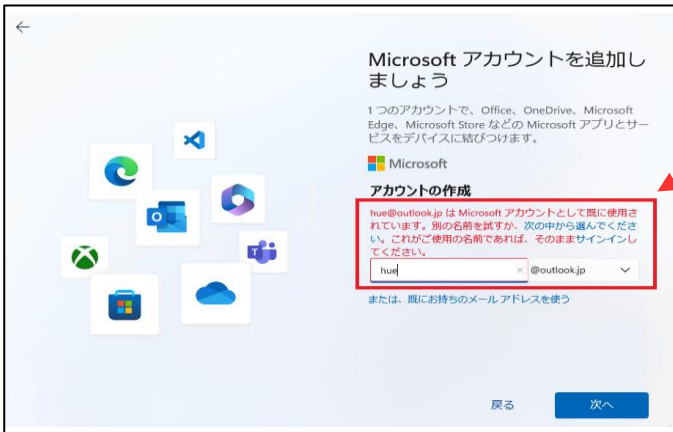 Microsoft アカウントを追加し
ましょう
1 つのアカウントで、Office、OneDrive、Microsoft
Edge、Microsoft Store などの Microsoft アプリとサー
ビスをデバイスに結びつけます。
Microsoft
アカウントの作成
hue@outlook.jp は Microsoft アカウントとして既に使用さ
れています。別の名前を試すか、次の中から選んでくださ
い。これがご使用の名前であれば、そのままサインインし
てください。
hue @outlook.jp
または、既にお持ちのメール アドレスを使う
戻る 次へ